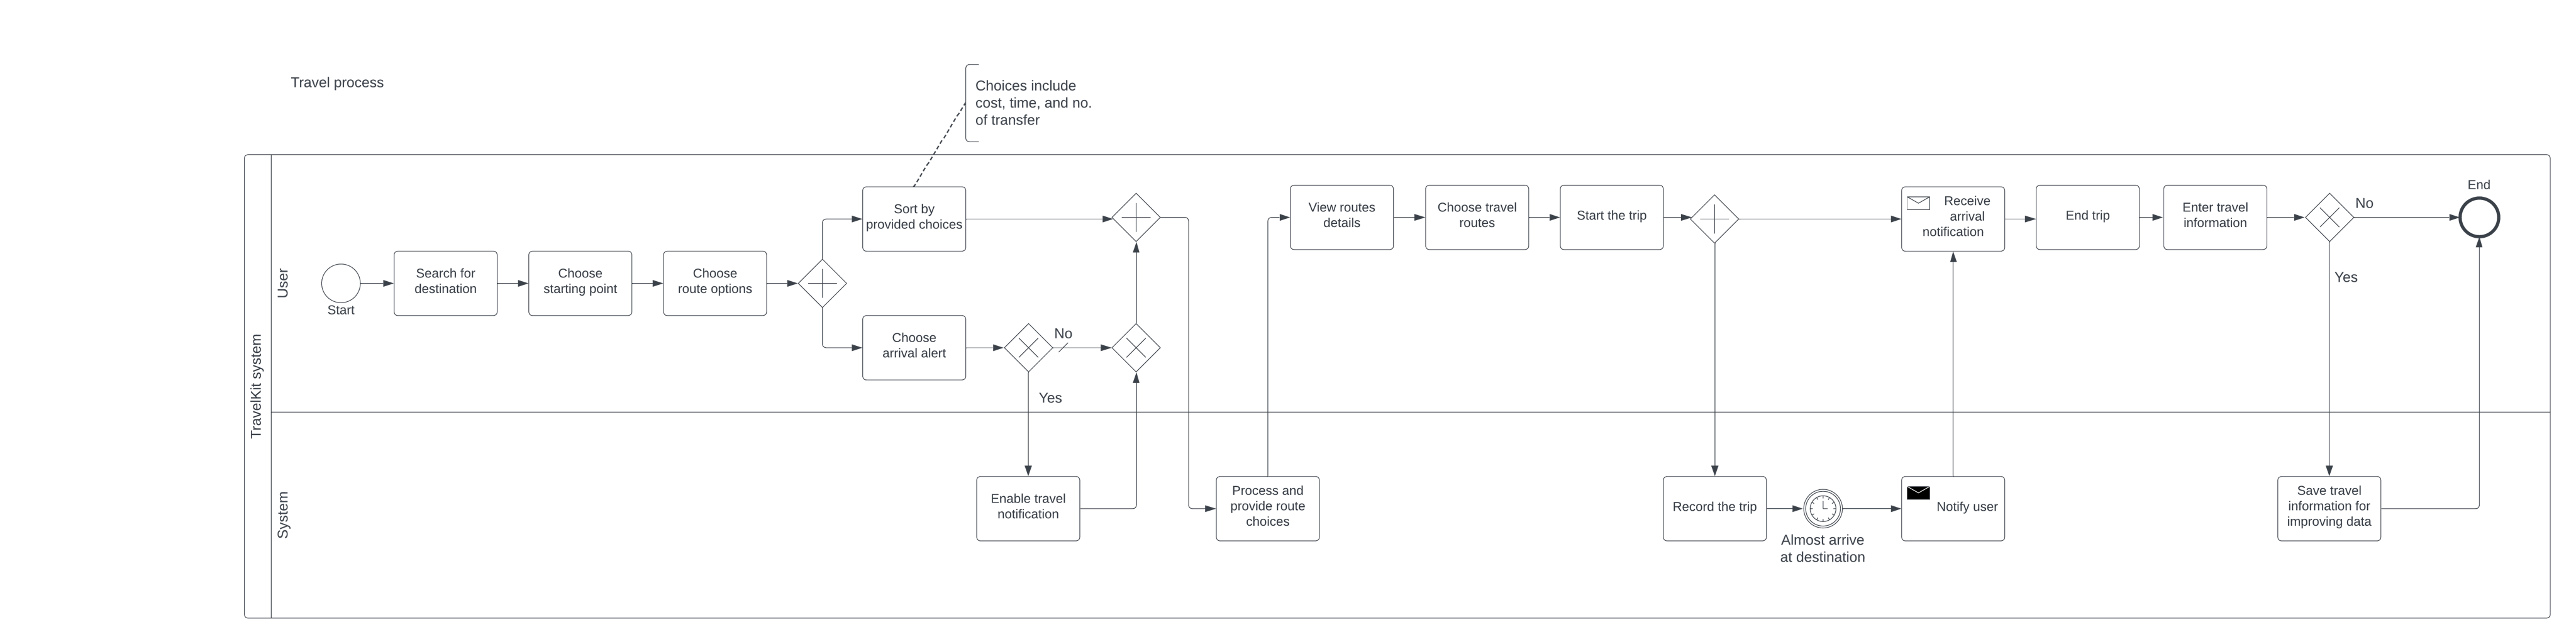 Travel process
Choices include
cost, time, and no.
of transfer
TravelKit system
User
System
Start
Search for
destination
Choose
starting point
Choose
route options
Sort by
provided choices
Choose
arrival alert
No
Yes
Enable travel
notification
Process and
provide route
choices
View routes
details
Choose travel
routes
Start the trip
Record the trip
Almost arrive
at destination
Notify user
Receive
arrival
notification
End trip
Enter travel
information
No
Yes
Save travel
information for
improving data
End